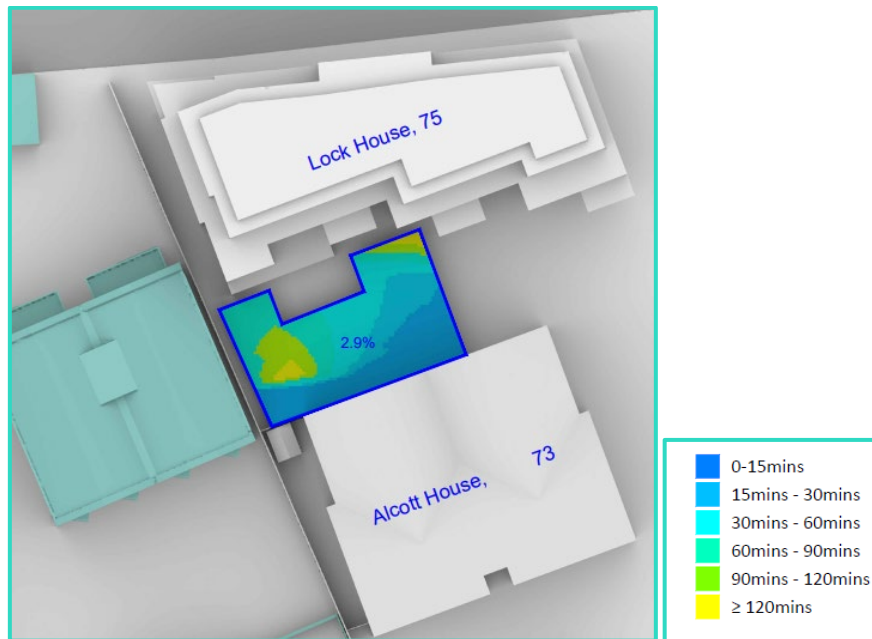 Lock House, 75
2.9%
Alcott House, 73
0-15mins
15mins - 30mins
30mins - 60mins
60mins - 90mins
90mins - 120mins
≥ 120mins